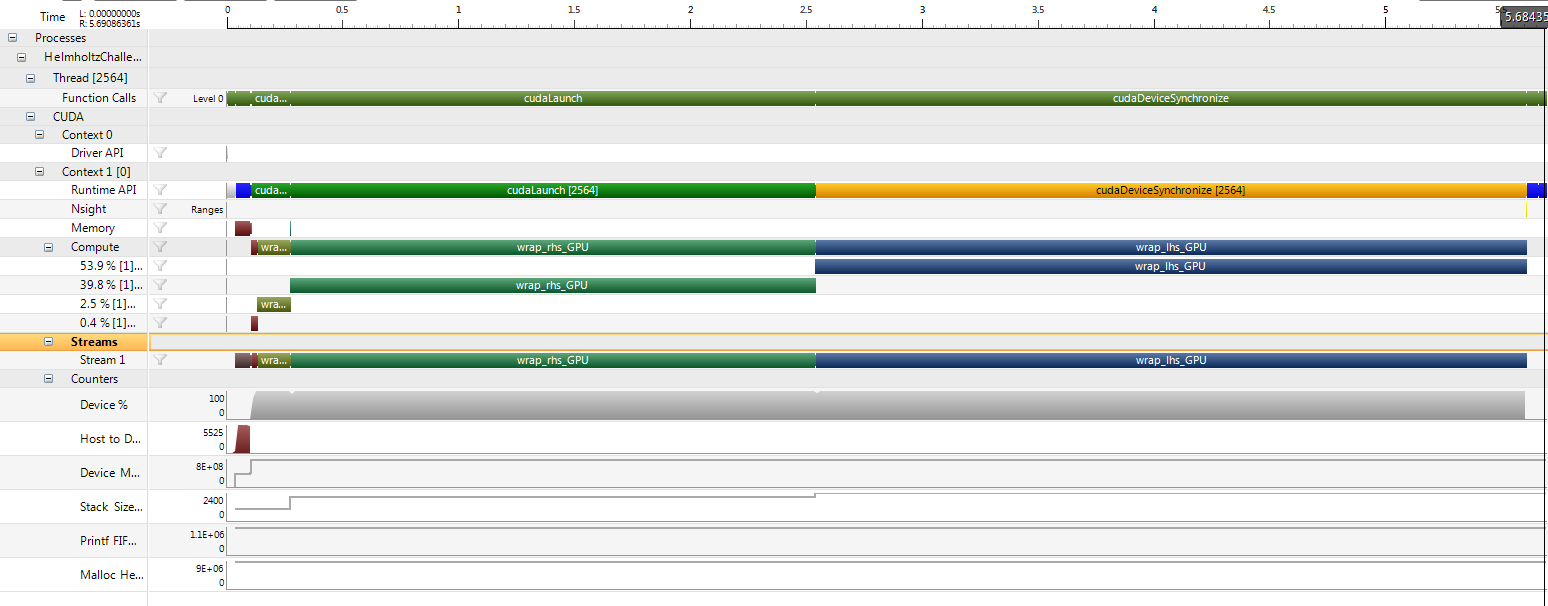 Time L: 0.00000000s
R: 5.69086361s
0 0.5 1 1.5 2 2.5 3 3.5 4 4.5 5 5.68435
Processes
HelmholtzChalle...
Thread [2564]
Function Calls Level 0 cuda... cudaLaunch cudaDeviceSynchronize
CUDA
Context 0
Driver API
Context 1 [0]
Runtime API cuda... cudaLaunch [2564] cudaDeviceSynchronize [2564]
Nsight Ranges
Memory
Compute wra... wrap_rhs_GPU wrap_lhs_GPU
53.9 % [1]... wrap_lhs_GPU
39.8 % [1]... wrap_rhs_GPU
2.5 % [1]... wra...
0.4 % [1]...
Streams
Stream 1 wra... wrap_rhs_GPU wrap_lhs_GPU
Counters
Device % 100
0
Host to D... 5525
0
Device M... 8E+08
0
Stack Size... 2400
0
Printf FIF... 1.1E+06
0
Malloc He... 9E+06
0